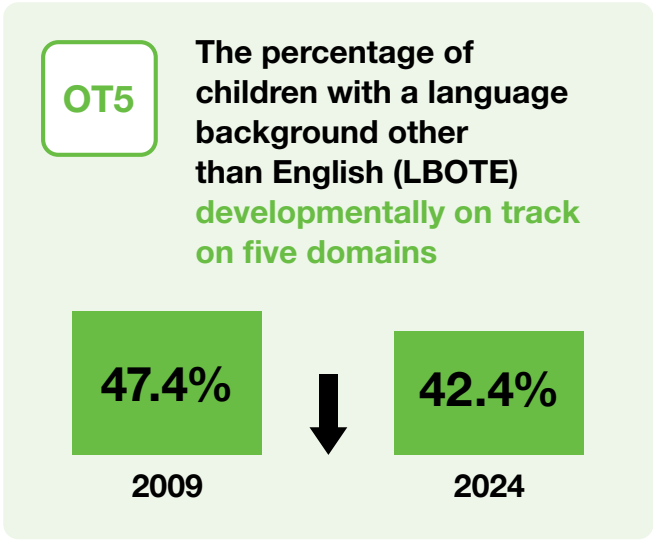 OT5
The percentage of
children with a language
background other
than English (LBOTE)
developmentally on track
on five domains
47.4%
42.4%
2009
2024